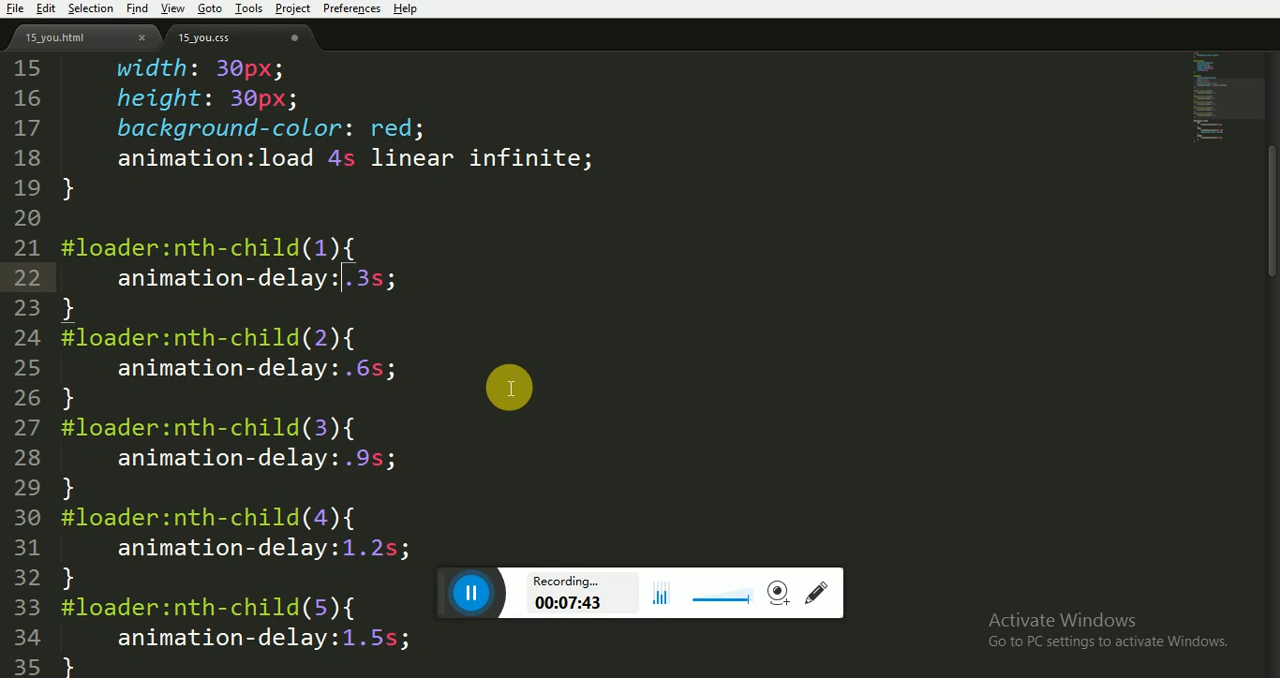 File Edit Selection Find View Goto Tools Project Preferences Help
15_you.html × 15_you.css
15 width: 30px;
16 height: 30px;
17 background-color: red;
18 animation:load 4s linear infinite;
19 }
20
21 #loader:nth-child(1){
22 animation-delay:.3s;
23 }
24 #loader:nth-child(2){
25 animation-delay:.6s;
26 }
27 #loader:nth-child(3){
28 animation-delay:.9s;
29 }
30 #loader:nth-child(4){
31 animation-delay:1.2s;
32 }
33 #loader:nth-child(5){
34 animation-delay:1.5s;
35 }
Recording...
00:07:43
Activate Windows
Go to PC settings to activate Windows.